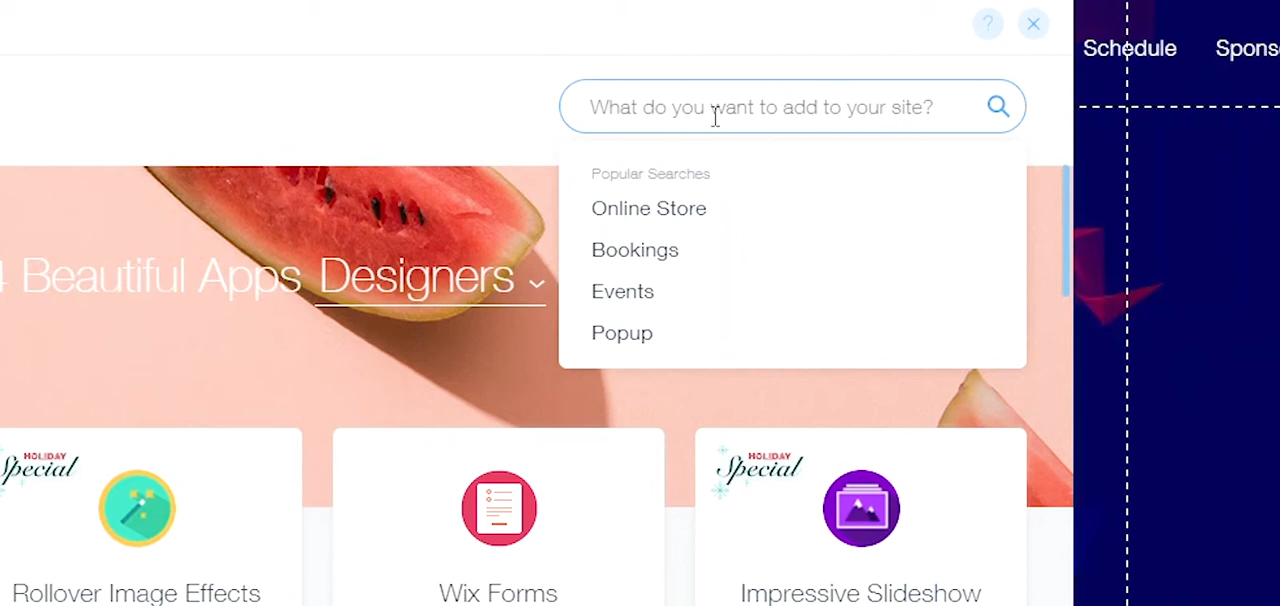 ?
Schedule
What do you want to add to your site?
Popular Searches
Online Store
Bookings
Events
Popup
4 Beautiful Apps Designers
HOLIDAY
Special
HOLIDAY
Special
Rollover Image Effects
Wix Forms
Impressive Slideshow